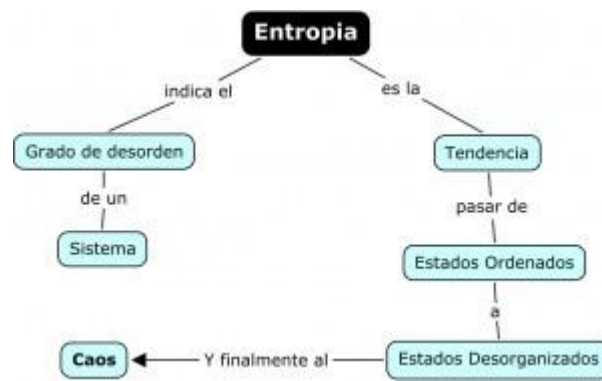 Entropia
indica el
es la
Grado de desorden
Tendencia
de un
pasar de
Sistema
Estados Ordenados
a
Caos
Y finalmente al
Estados Desorganizados